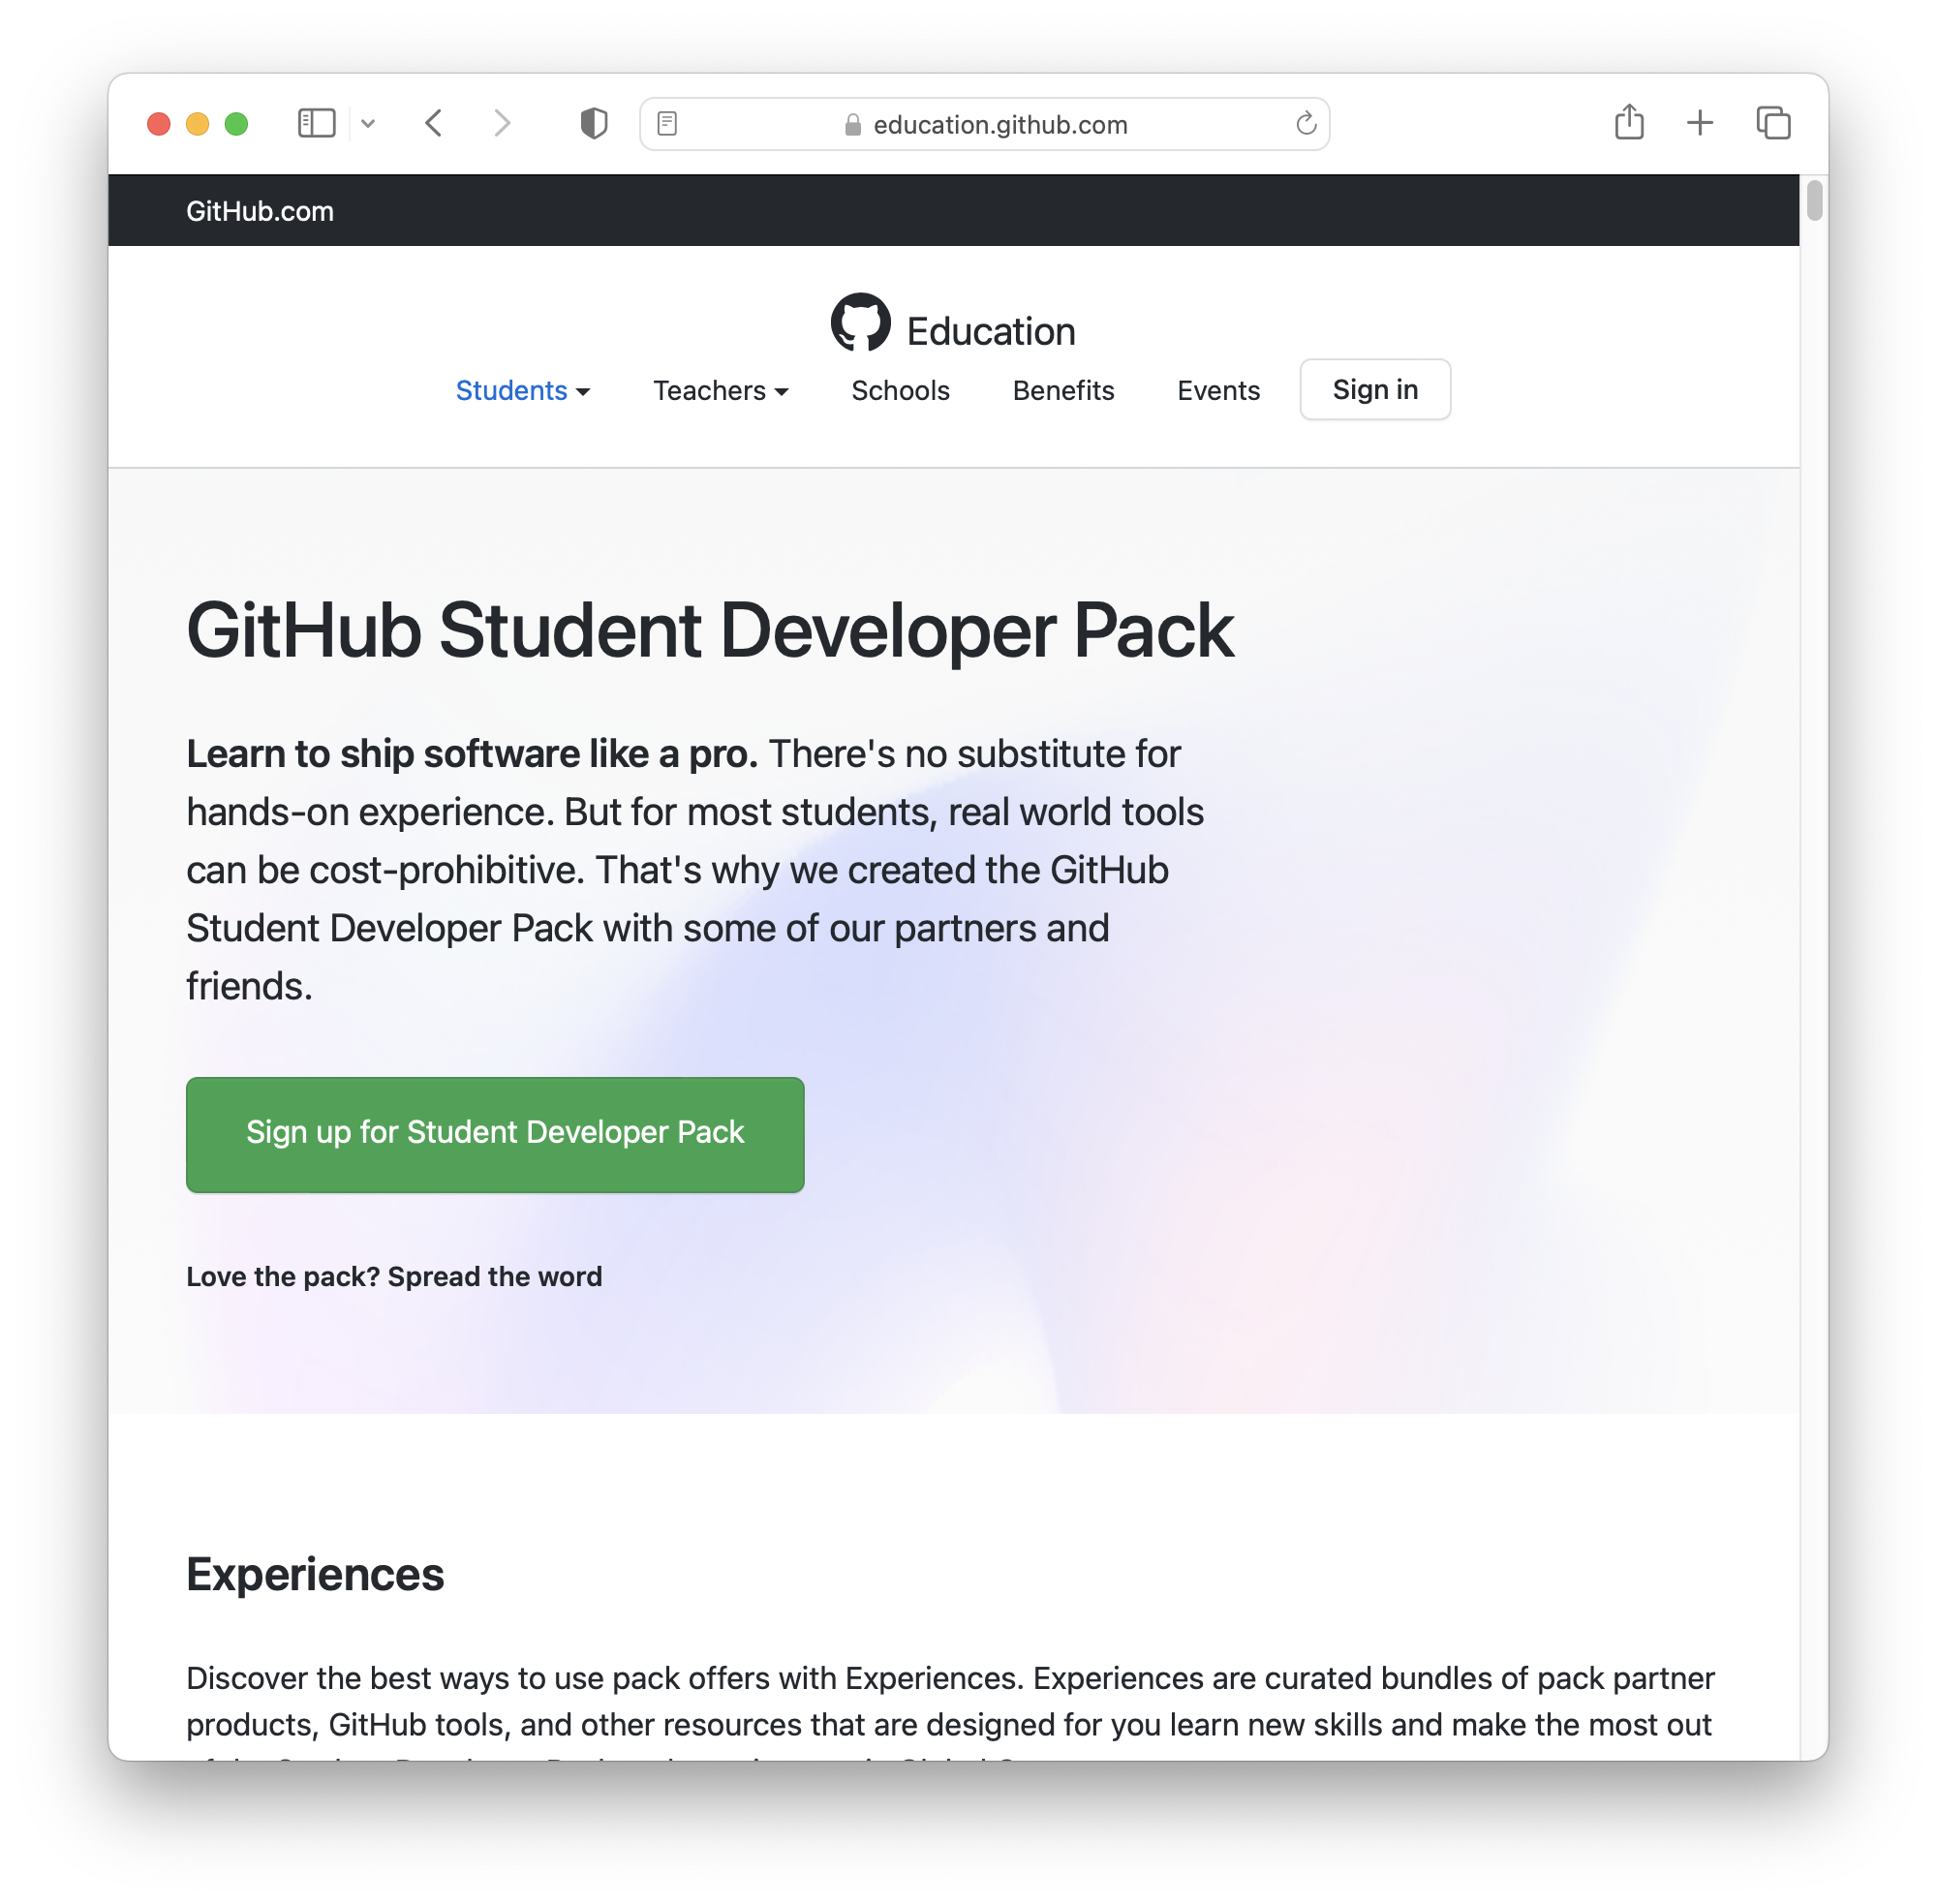 education.github.com
GitHub.com
Education
Students Teachers Schools Benefits Events Sign in
GitHub Student Developer Pack
Learn to ship software like a pro. There's no substitute for
hands-on experience. But for most students, real world tools
can be cost-prohibitive. That's why we created the GitHub
Student Developer Pack with some of our partners and
friends.
Sign up for Student Developer Pack
Love the pack? Spread the word
Experiences
Discover the best ways to use pack offers with Experiences. Experiences are curated bundles of pack partner
products, GitHub tools, and other resources that are designed for you learn new skills and make the most out